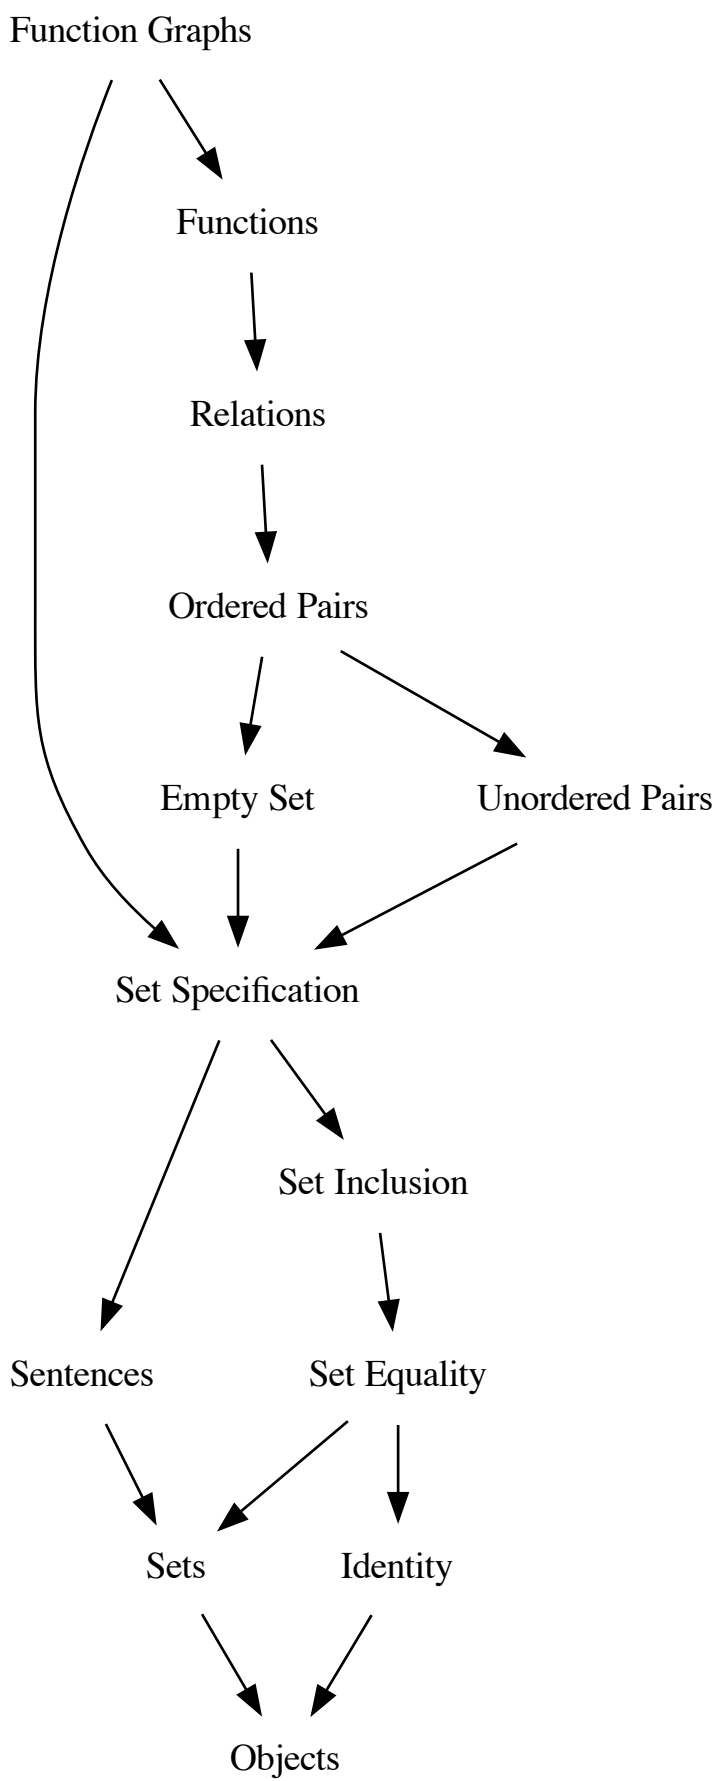 Function Graphs
Functions
Relations
Ordered Pairs
Empty Set
Unordered Pairs
Set Specification
Set Inclusion
Sentences
Set Equality
Sets
Identity
Objects